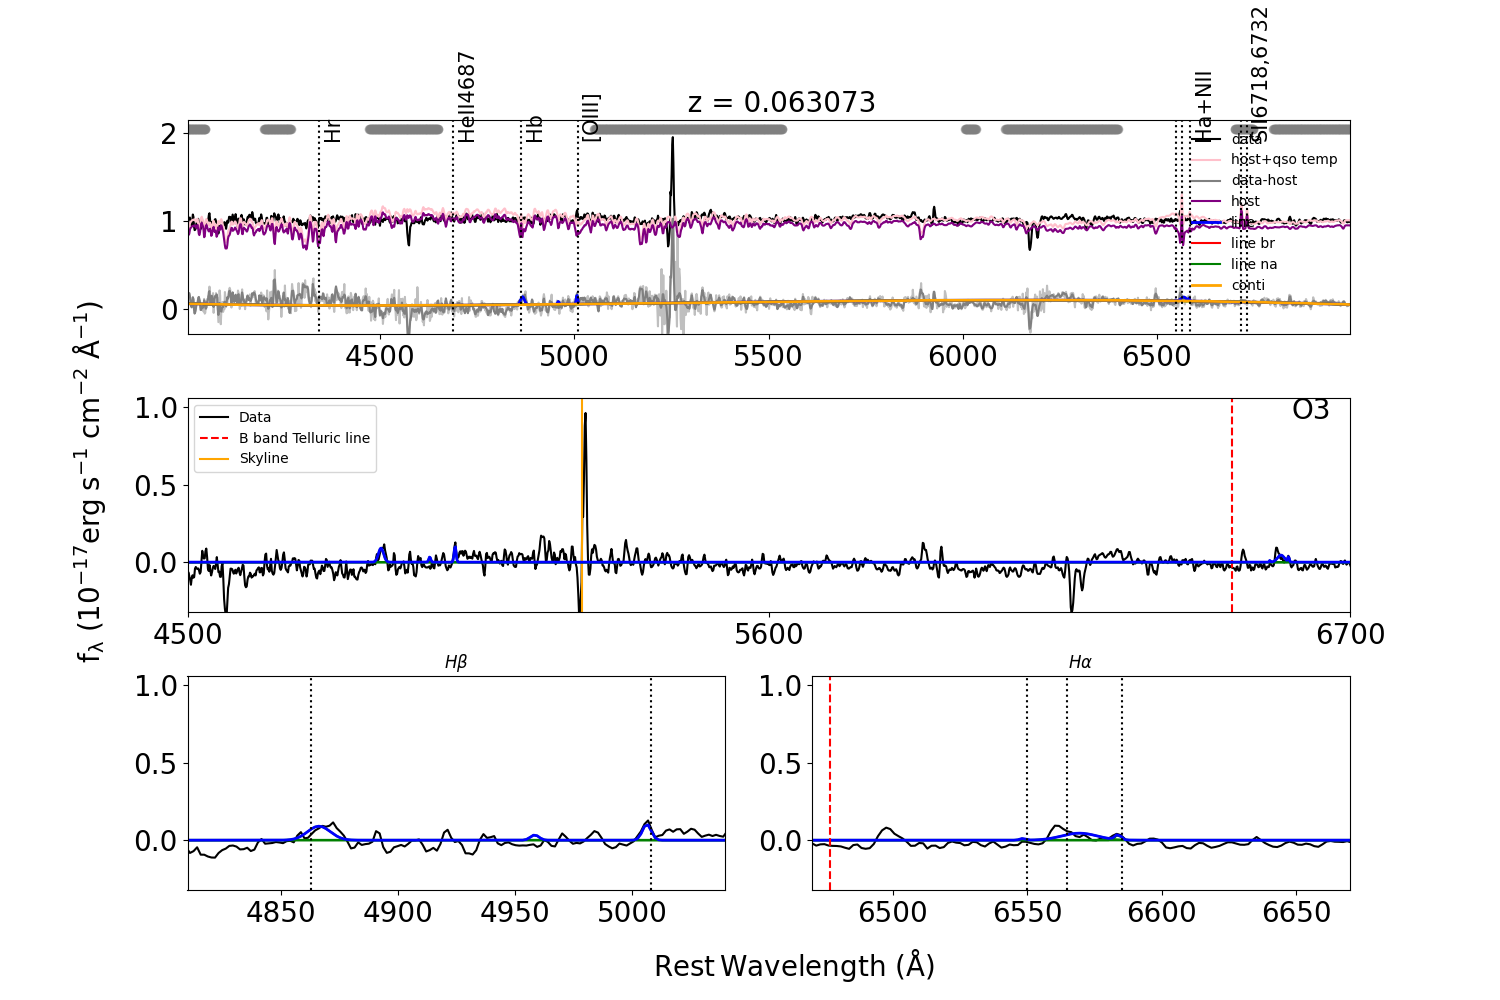 z = 0.063073
Hr
HeII4687
Hb
[OIII]
Ha+NII
SII6718,6732
data
host+qso temp
data-host
host
line
line br
line na
conti
2
1
0
4500
5000
5500
6000
6500
f_λ (10⁻¹⁷erg s⁻¹ cm⁻² Å⁻¹)
Data
B band Telluric line
Skyline
O3
1.0
0.5
0.0
4500
5600
6700
Hβ
1.0
0.5
0.0
4850
4900
4950
5000
Hα
1.0
0.5
0.0
6500
6550
6600
6650
Rest Wavelength (Å)